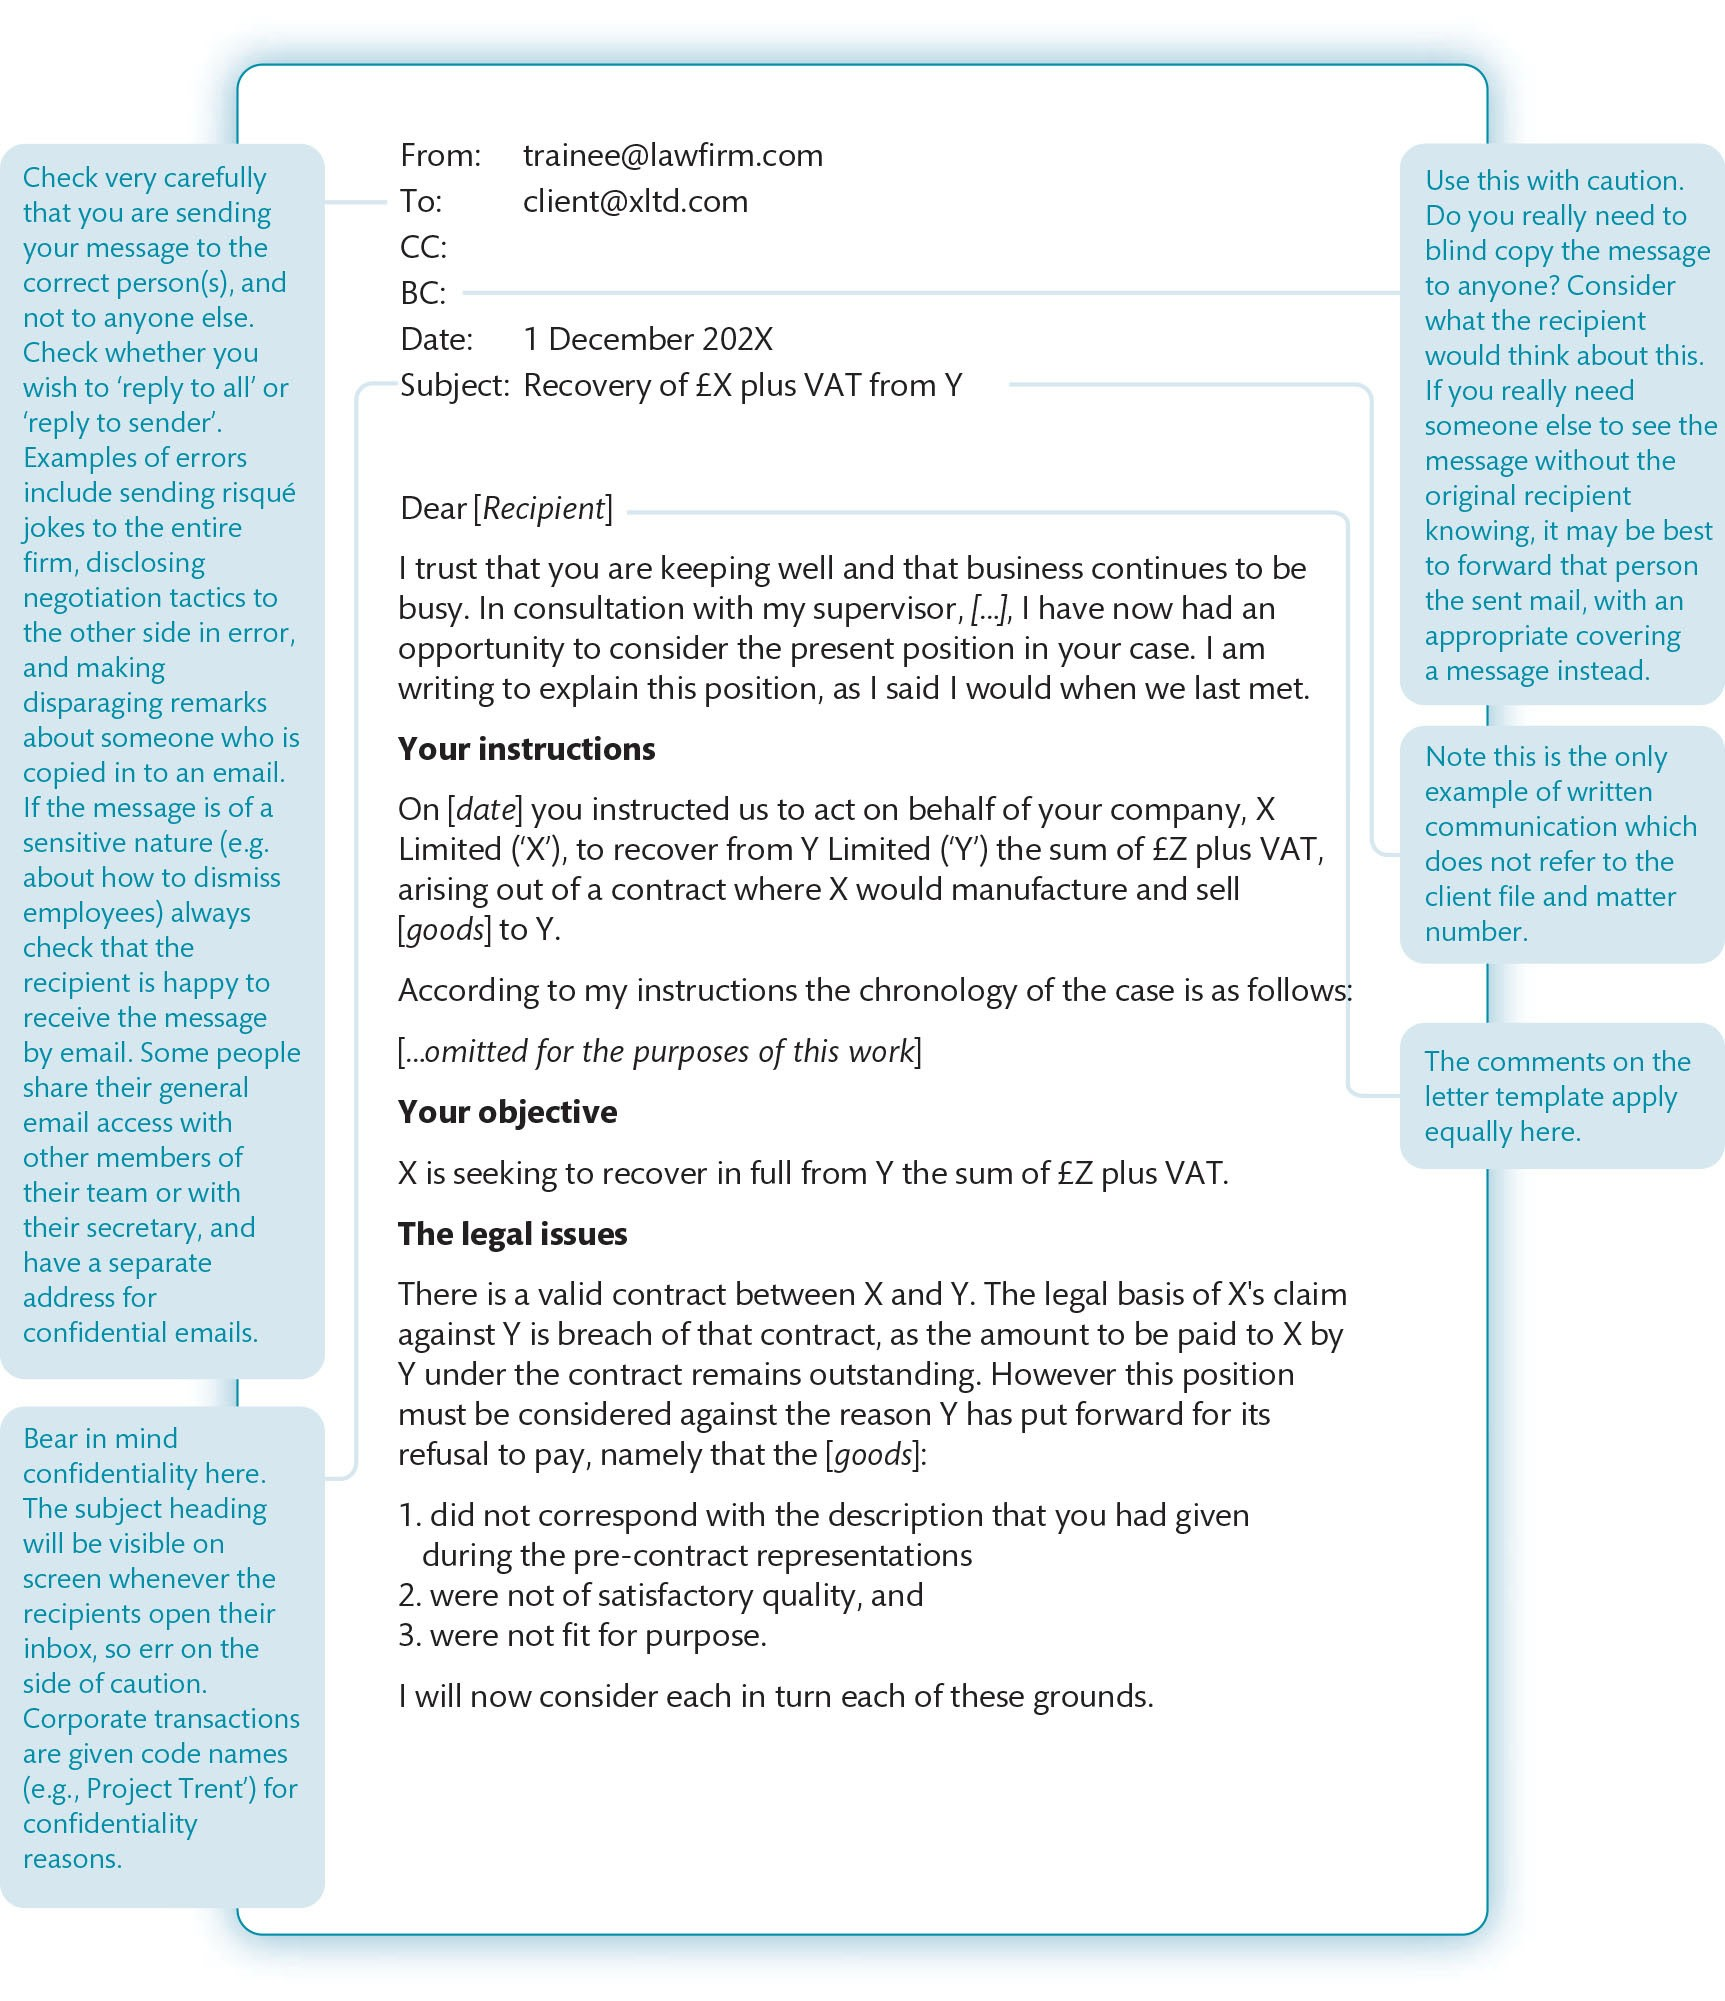 From: trainee@lawfirm.com
To: client@xltd.com
CC:
BC:
Date: 1 December 202X
Subject: Recovery of £X plus VAT from Y
Dear [Recipient]
I trust that you are keeping well and that business continues to be
busy. In consultation with my supervisor, [...], I have now had an
opportunity to consider the present position in your case. I am
writing to explain this position, as I said I would when we last met.
Your instructions
On [date] you instructed us to act on behalf of your company, X
Limited (‘X’), to recover from Y Limited (‘Y’) the sum of £Z plus VAT,
arising out of a contract where X would manufacture and sell
[goods] to Y.
According to my instructions the chronology of the case is as follows:
[...omitted for the purposes of this work]
Your objective
X is seeking to recover in full from Y the sum of £Z plus VAT.
The legal issues
There is a valid contract between X and Y. The legal basis of X's claim
against Y is breach of that contract, as the amount to be paid to X by
Y under the contract remains outstanding. However this position
must be considered against the reason Y has put forward for its
refusal to pay, namely that the [goods]:
1. did not correspond with the description that you had given
during the pre-contract representations
2. were not of satisfactory quality, and
3. were not fit for purpose.
I will now consider each in turn each of these grounds.
Check very carefully
that you are sending
your message to the
correct person(s), and
not to anyone else.
Check whether you
wish to ‘reply to all’ or
‘reply to sender’.
Examples of errors
include sending risqué
jokes to the entire
firm, disclosing
negotiation tactics to
the other side in error,
and making
disparaging remarks
about someone who is
copied in to an email.
If the message is of a
sensitive nature (e.g.
about how to dismiss
employees) always
check that the
recipient is happy to
receive the message
by email. Some people
share their general
email access with
other members of
their team or with
their secretary, and
have a separate
address for
confidential emails.
Bear in mind
confidentiality here.
The subject heading
will be visible on
screen whenever the
recipients open their
inbox, so err on the
side of caution.
Corporate transactions
are given code names
(e.g., Project Trent’) for
confidentiality
reasons.
Use this with caution.
Do you really need to
blind copy the message
to anyone? Consider
what the recipient
would think about this.
If you really need
someone else to see the
message without the
original recipient
knowing, it may be best
to forward that person
the sent mail, with an
appropriate covering
a message instead.
Note this is the only
example of written
communication which
does not refer to the
client file and matter
number.
The comments on the
letter template apply
equally here.